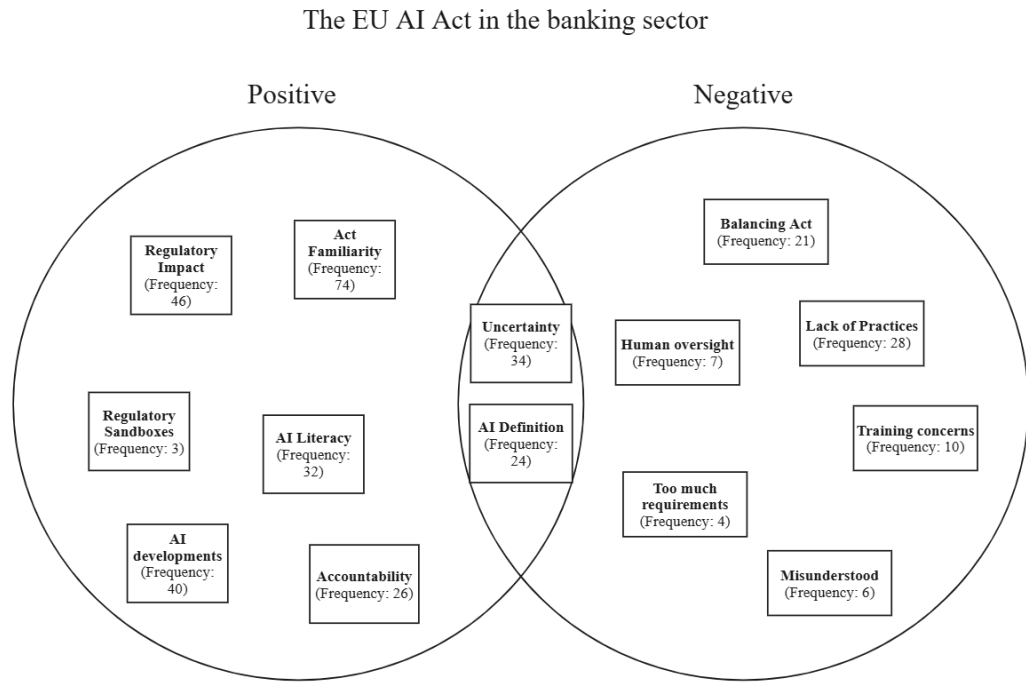 The EU AI Act in the banking sector
Positive
Negative
Regulatory
Impact
(Frequency:
46)
Act
Familiarity
(Frequency:
74)
Regulatory
Sandboxes
(Frequency: 3)
AI Literacy
(Frequency:
32)
AI
developments
(Frequency:
40)
Accountability
(Frequency: 26)
Uncertainty
(Frequency:
34)
AI Definition
(Frequency:
24)
Balancing Act
(Frequency: 21)
Human oversight
(Frequency: 7)
Lack of Practices
(Frequency: 28)
Training concerns
(Frequency: 10)
Too much
requirements
(Frequency: 4)
Misunderstood
(Frequency: 6)